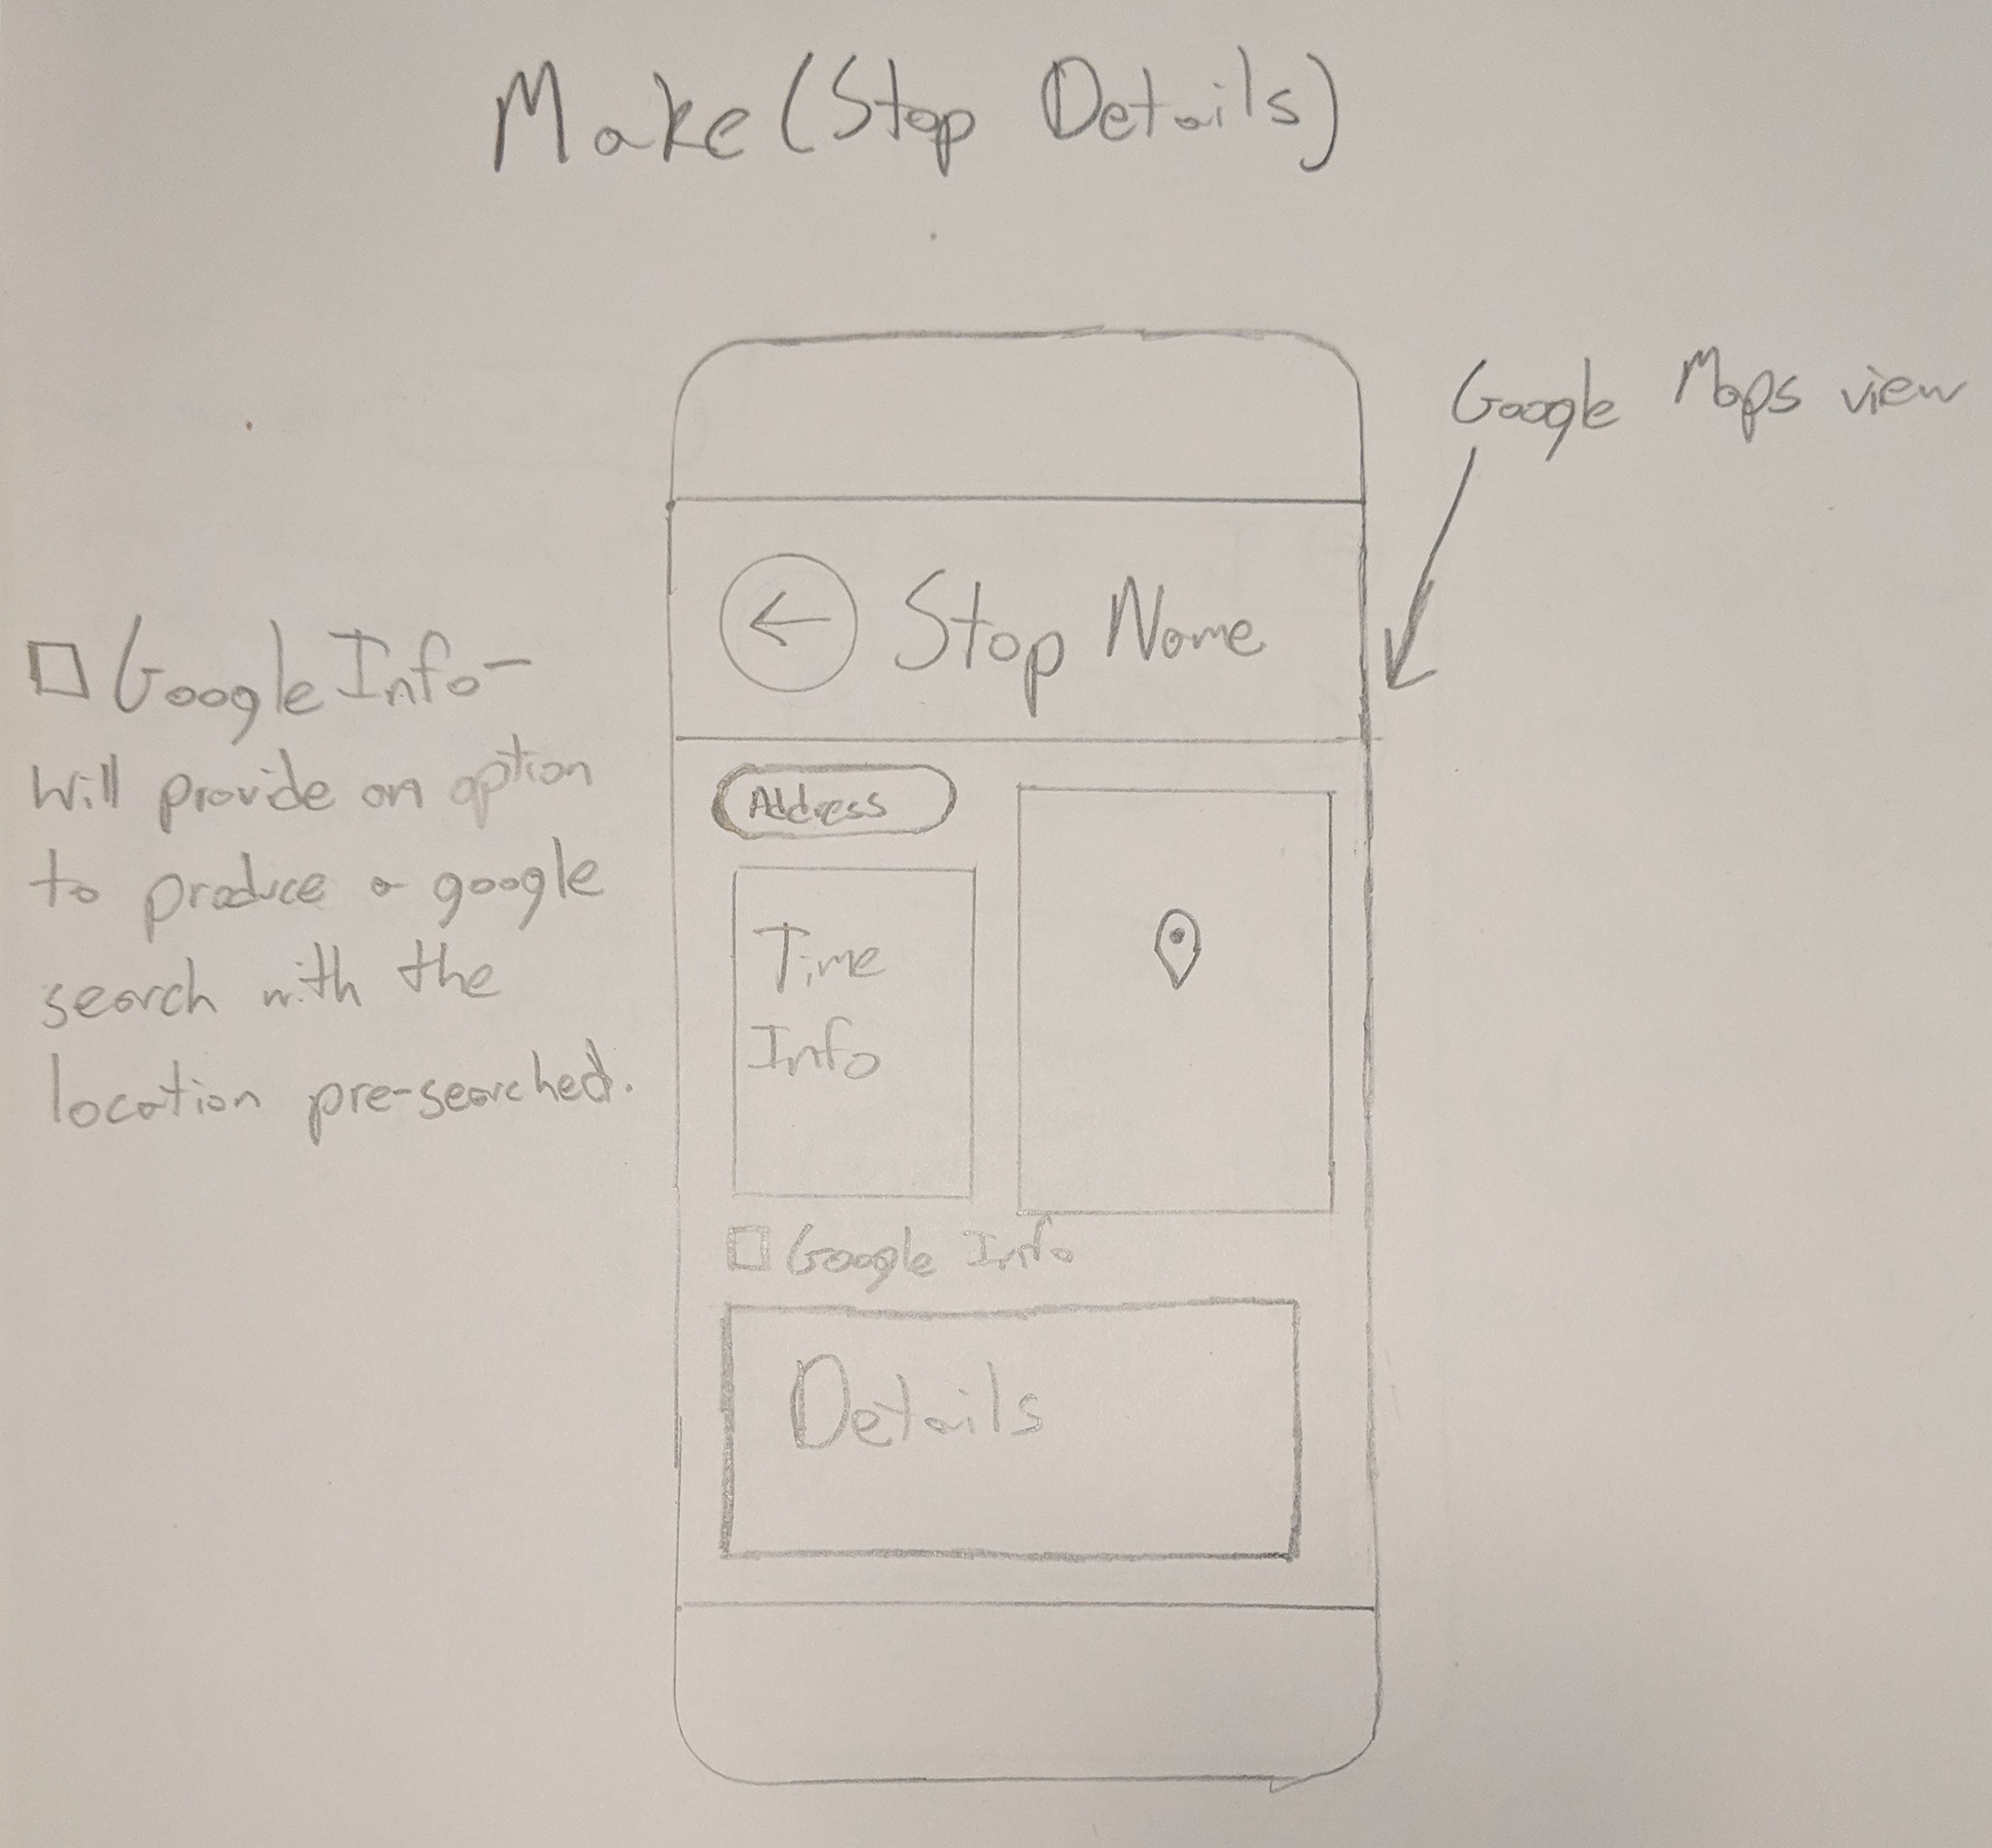 Make (Stop Details)
Google Maps view
← Stop Name
Google Info-
Will provide an option
to produce a google
search with the
location pre-searched.
Address
Time
Info
Google Info
Details